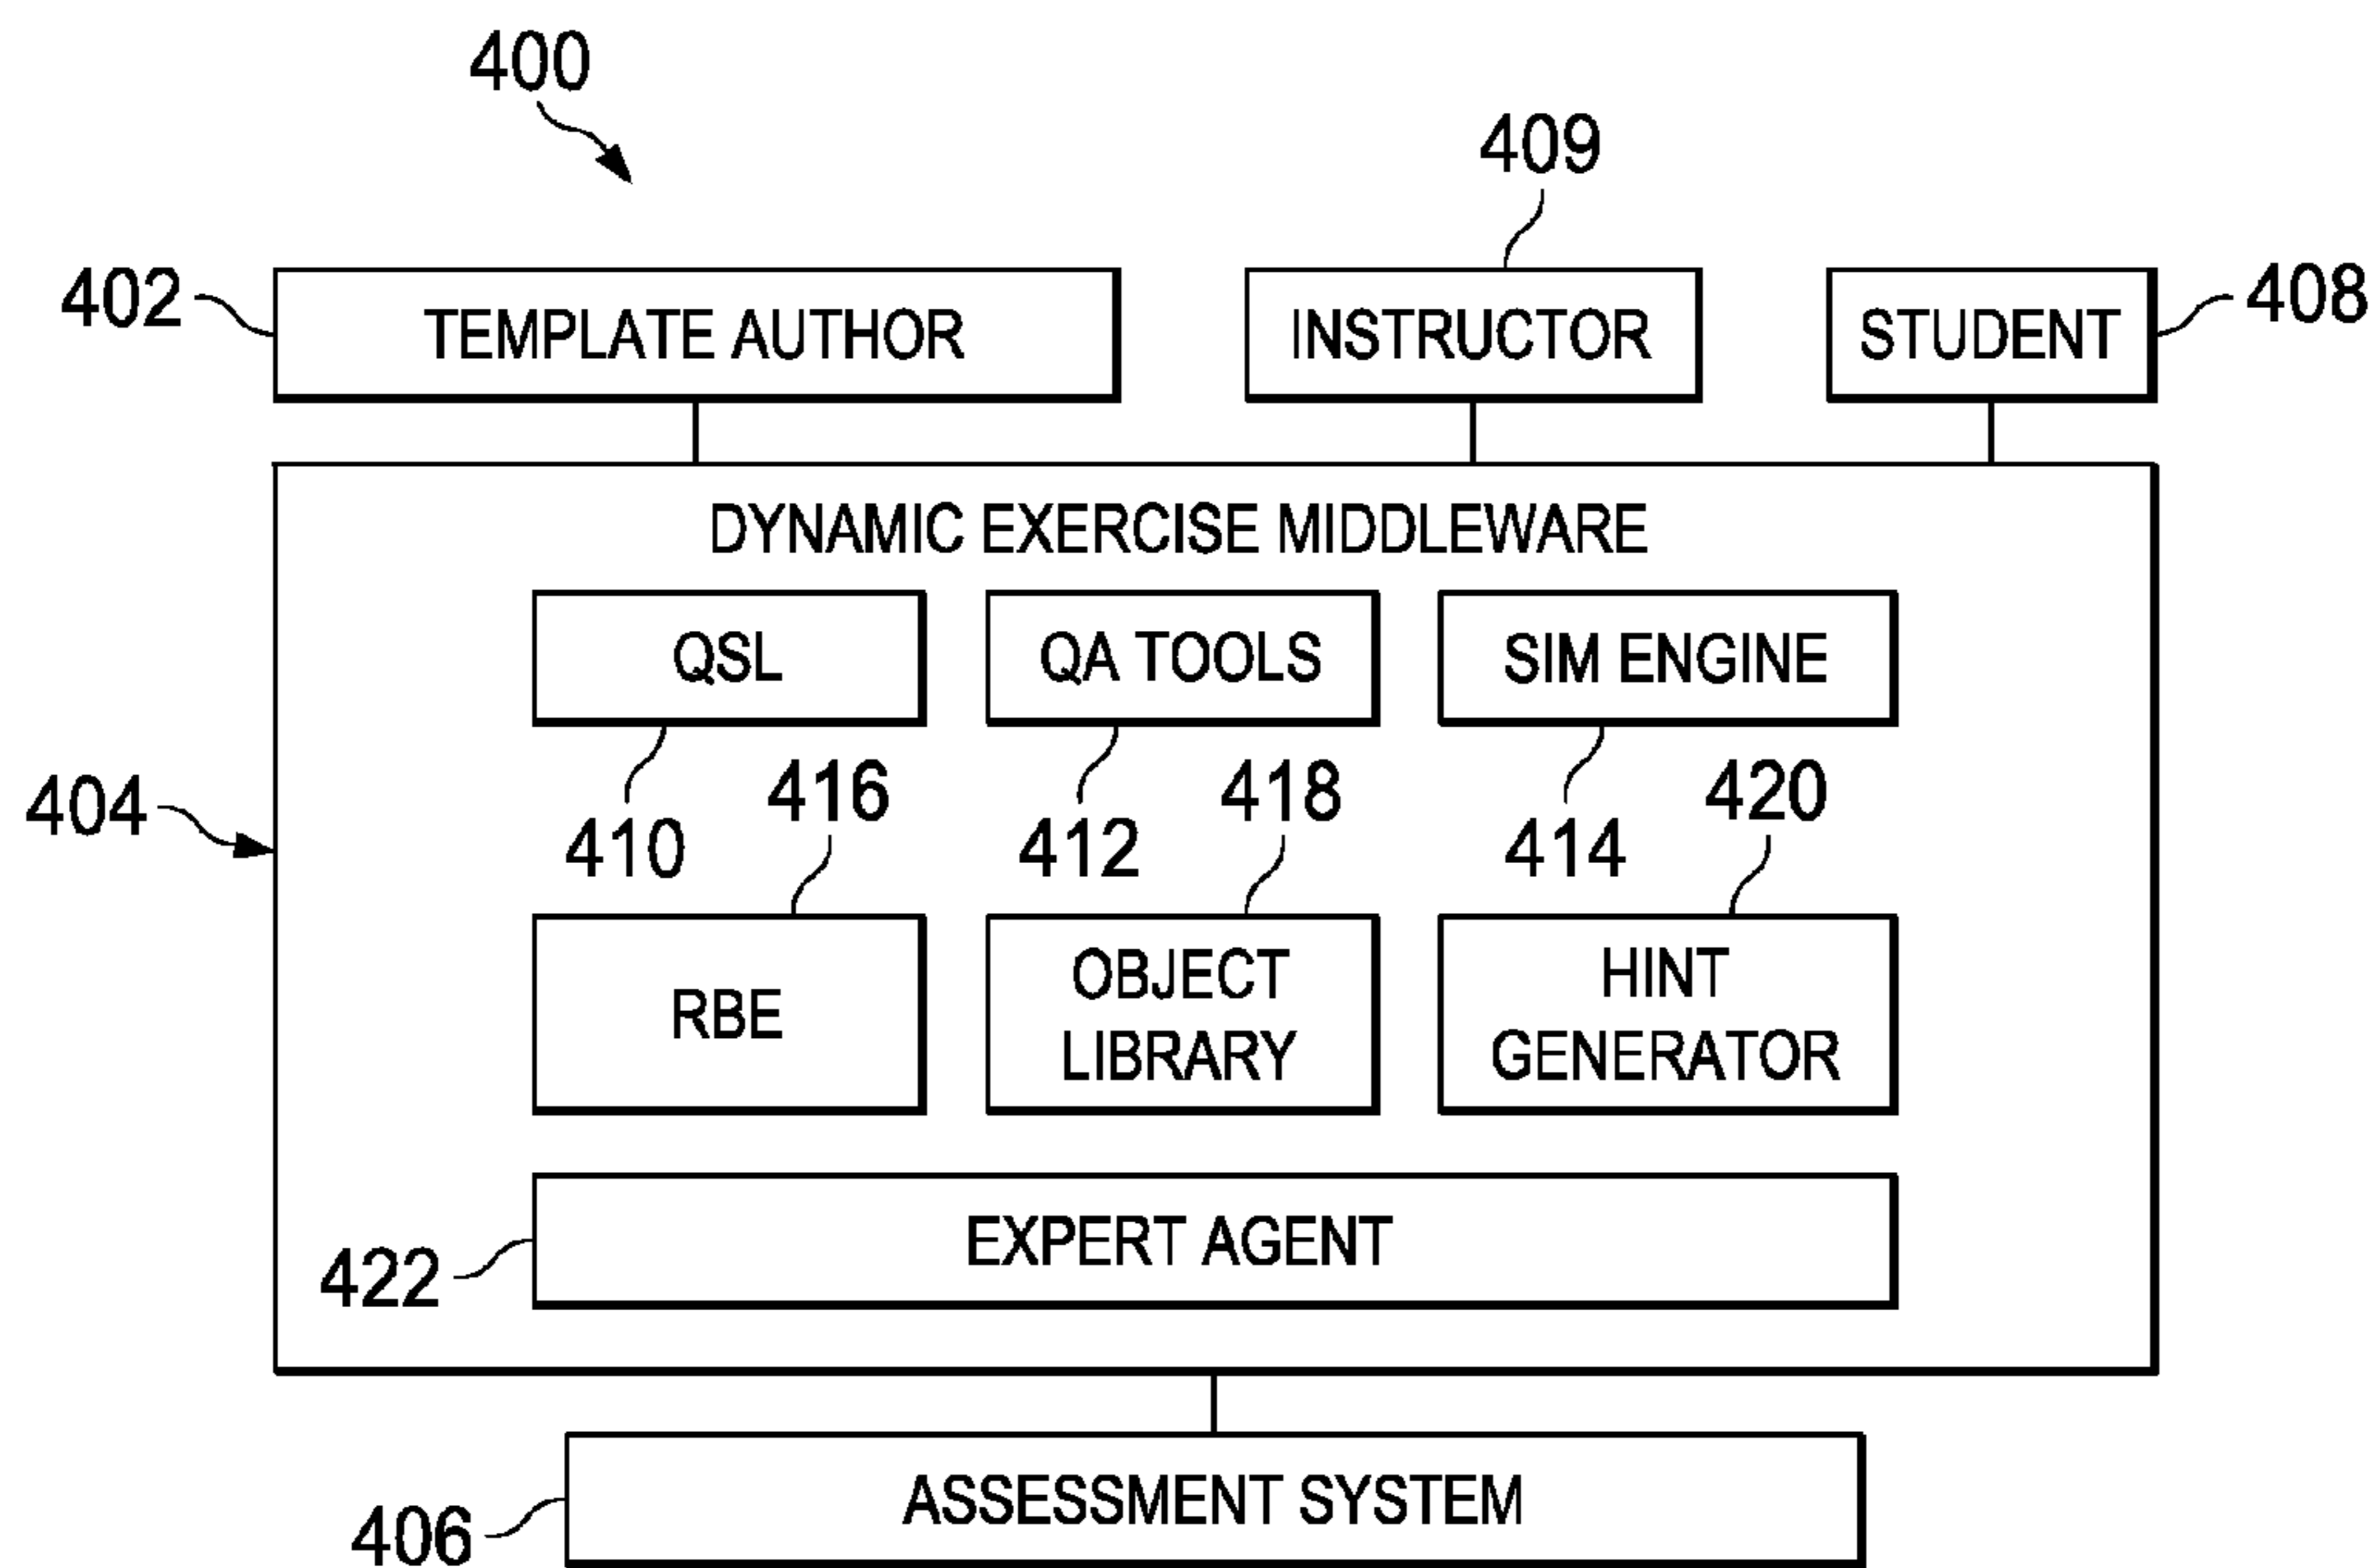 400
409
402
TEMPLATE AUTHOR
INSTRUCTOR
STUDENT
408
DYNAMIC EXERCISE MIDDLEWARE
QSL
QA TOOLS
SIM ENGINE
404
410
416
412
418
414
420
RBE
OBJECT
LIBRARY
HINT
GENERATOR
422
EXPERT AGENT
406
ASSESSMENT SYSTEM